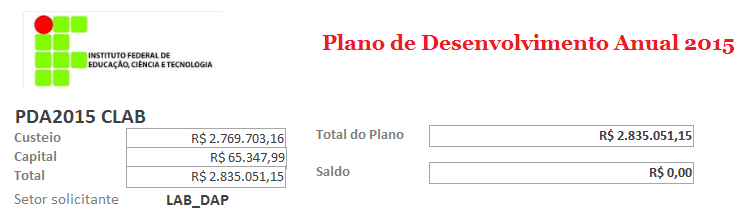 INSTITUTO FEDERAL DE
EDUCAÇÃO, CIÊNCIA E TECNOLOGIA
Plano de Desenvolvimento Anual 2015
PDA2015 CLAB
Custeio R$ 2.769.703,16
Capital R$ 65.347,99
Total R$ 2.835.051,15
Total do Plano R$ 2.835.051,15
Saldo R$ 0,00
Setor solicitante LAB_DAP